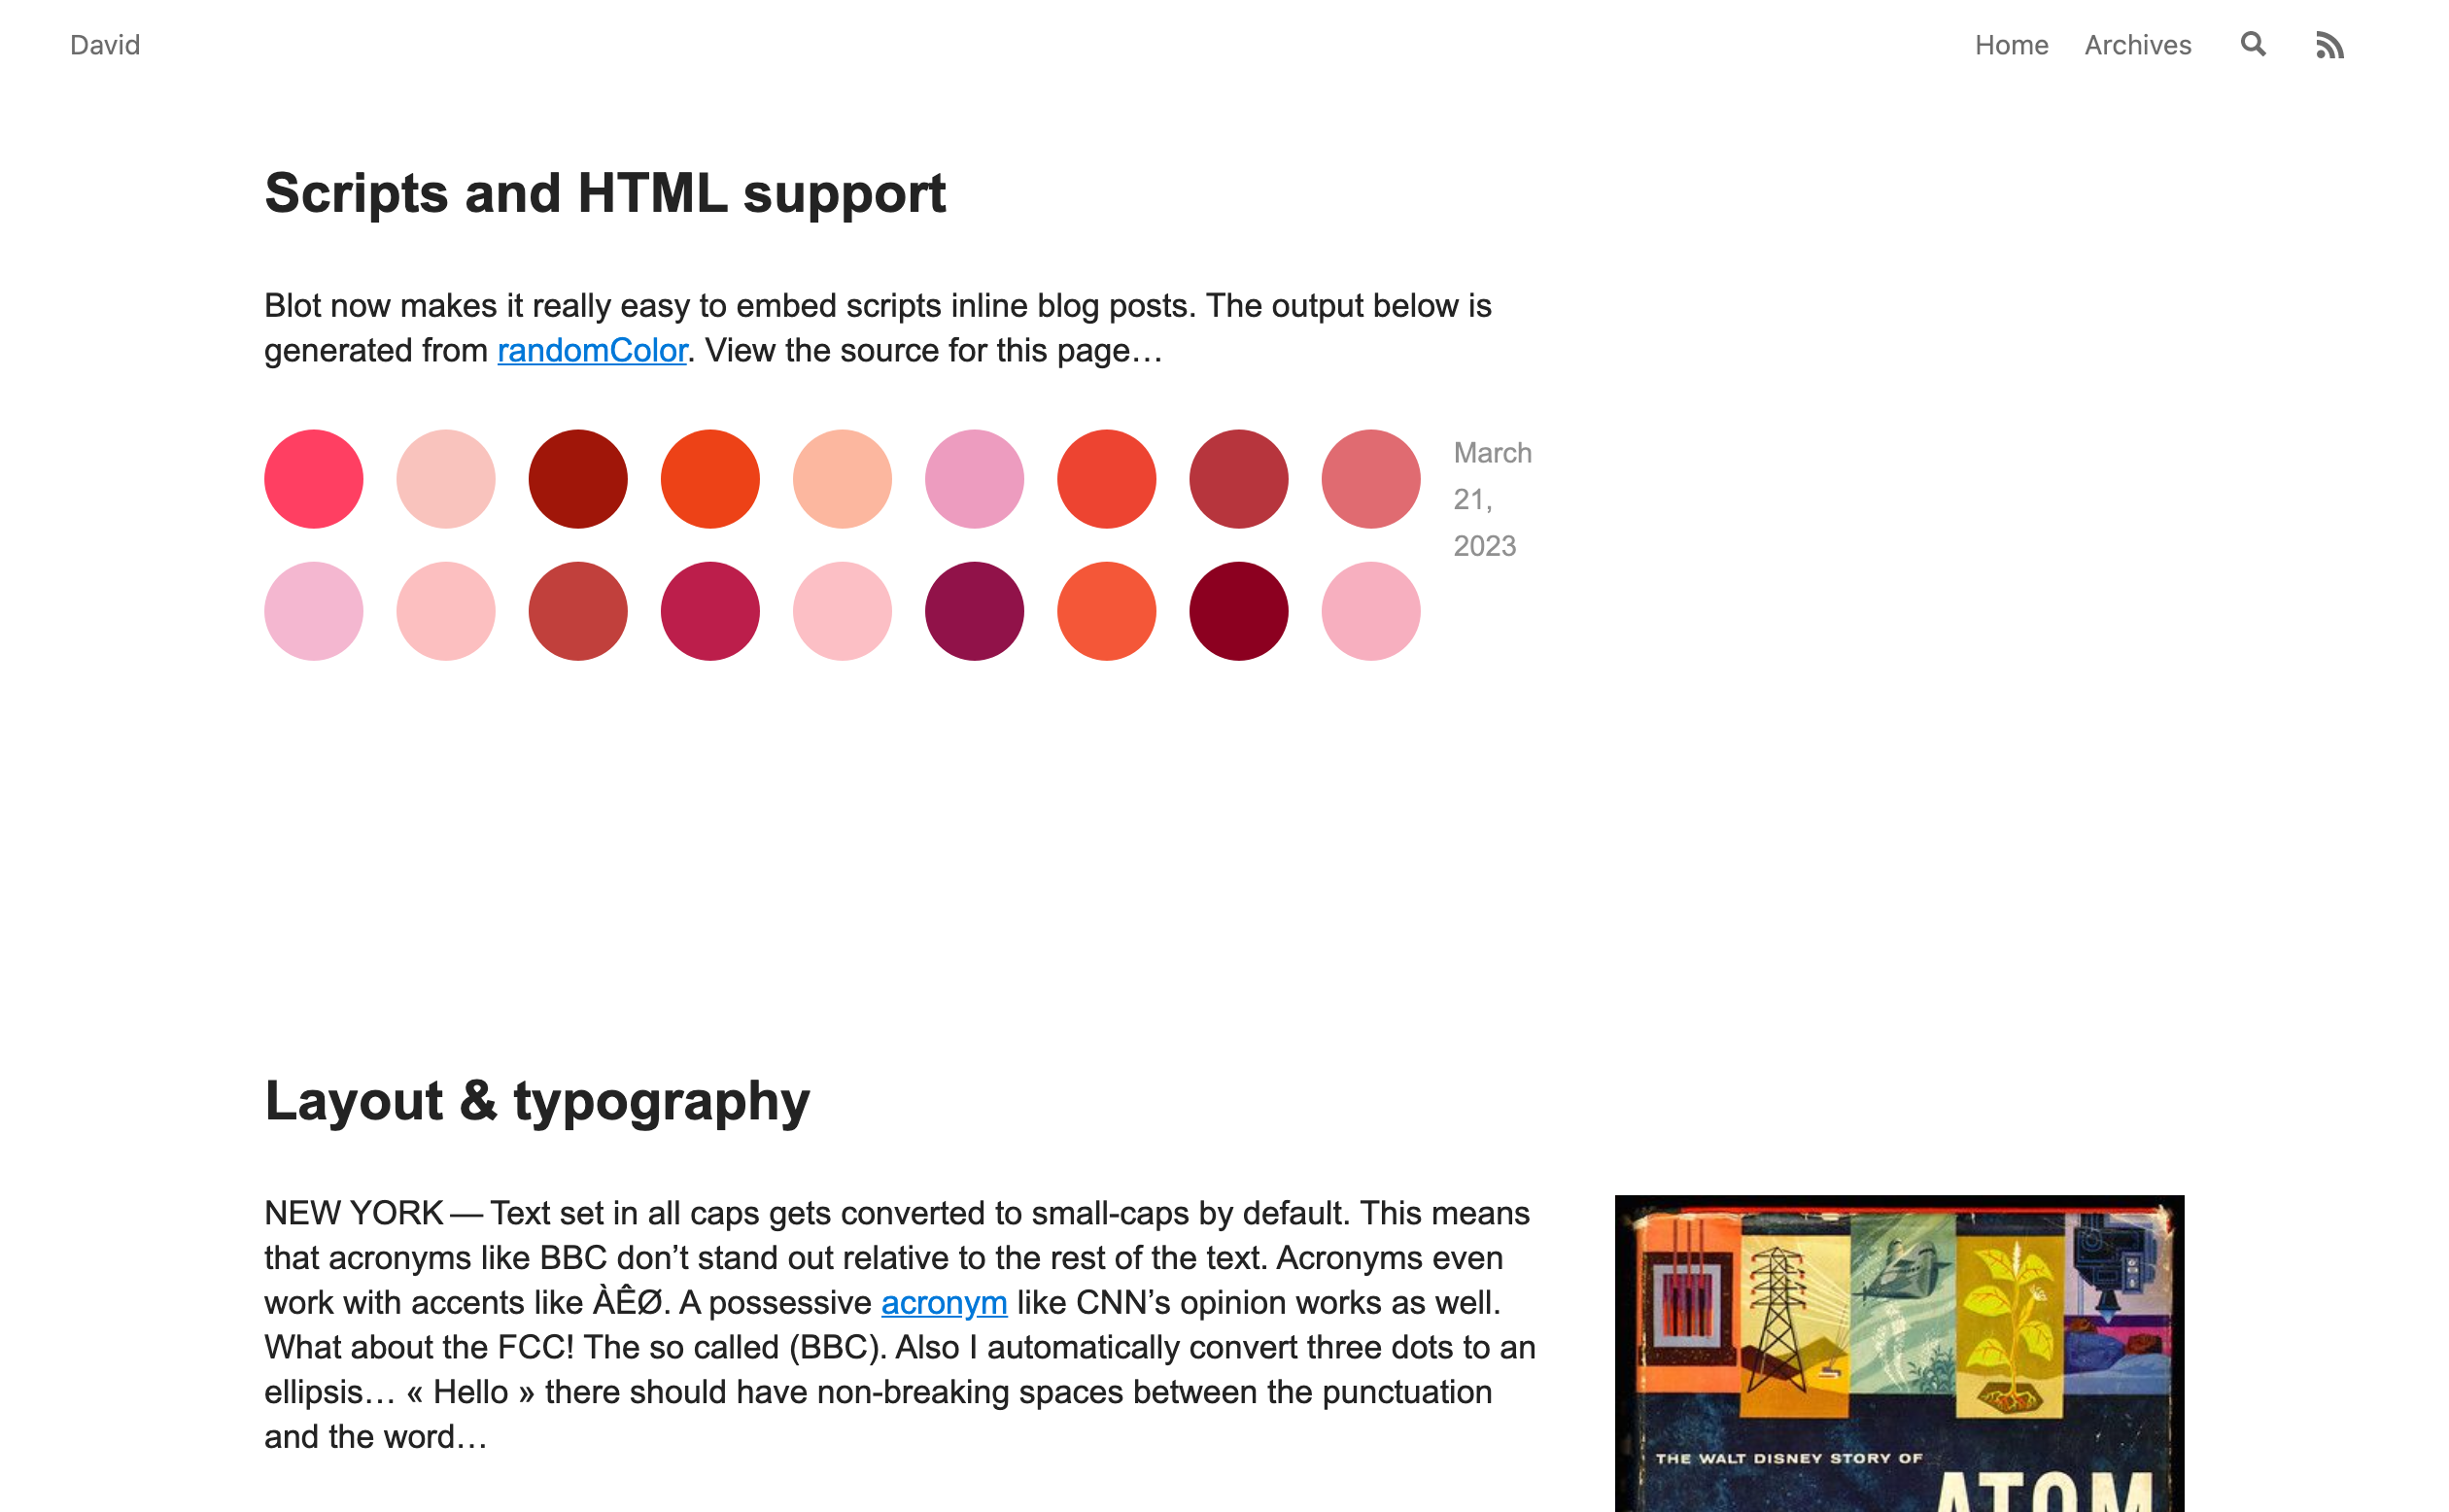 David
Home Archives
Scripts and HTML support
Blot now makes it really easy to embed scripts inline blog posts. The output below is
generated from randomColor. View the source for this page…
March
21,
2023
Layout & typography
NEW YORK — Text set in all caps gets converted to small-caps by default. This means
that acronyms like BBC don’t stand out relative to the rest of the text. Acronyms even
work with accents like ÀÊØ. A possessive acronym like CNN’s opinion works as well.
What about the FCC! The so called (BBC). Also I automatically convert three dots to an
ellipsis… « Hello » there should have non-breaking spaces between the punctuation
and the word…
THE WALT DISNEY STORY OF
ATOM